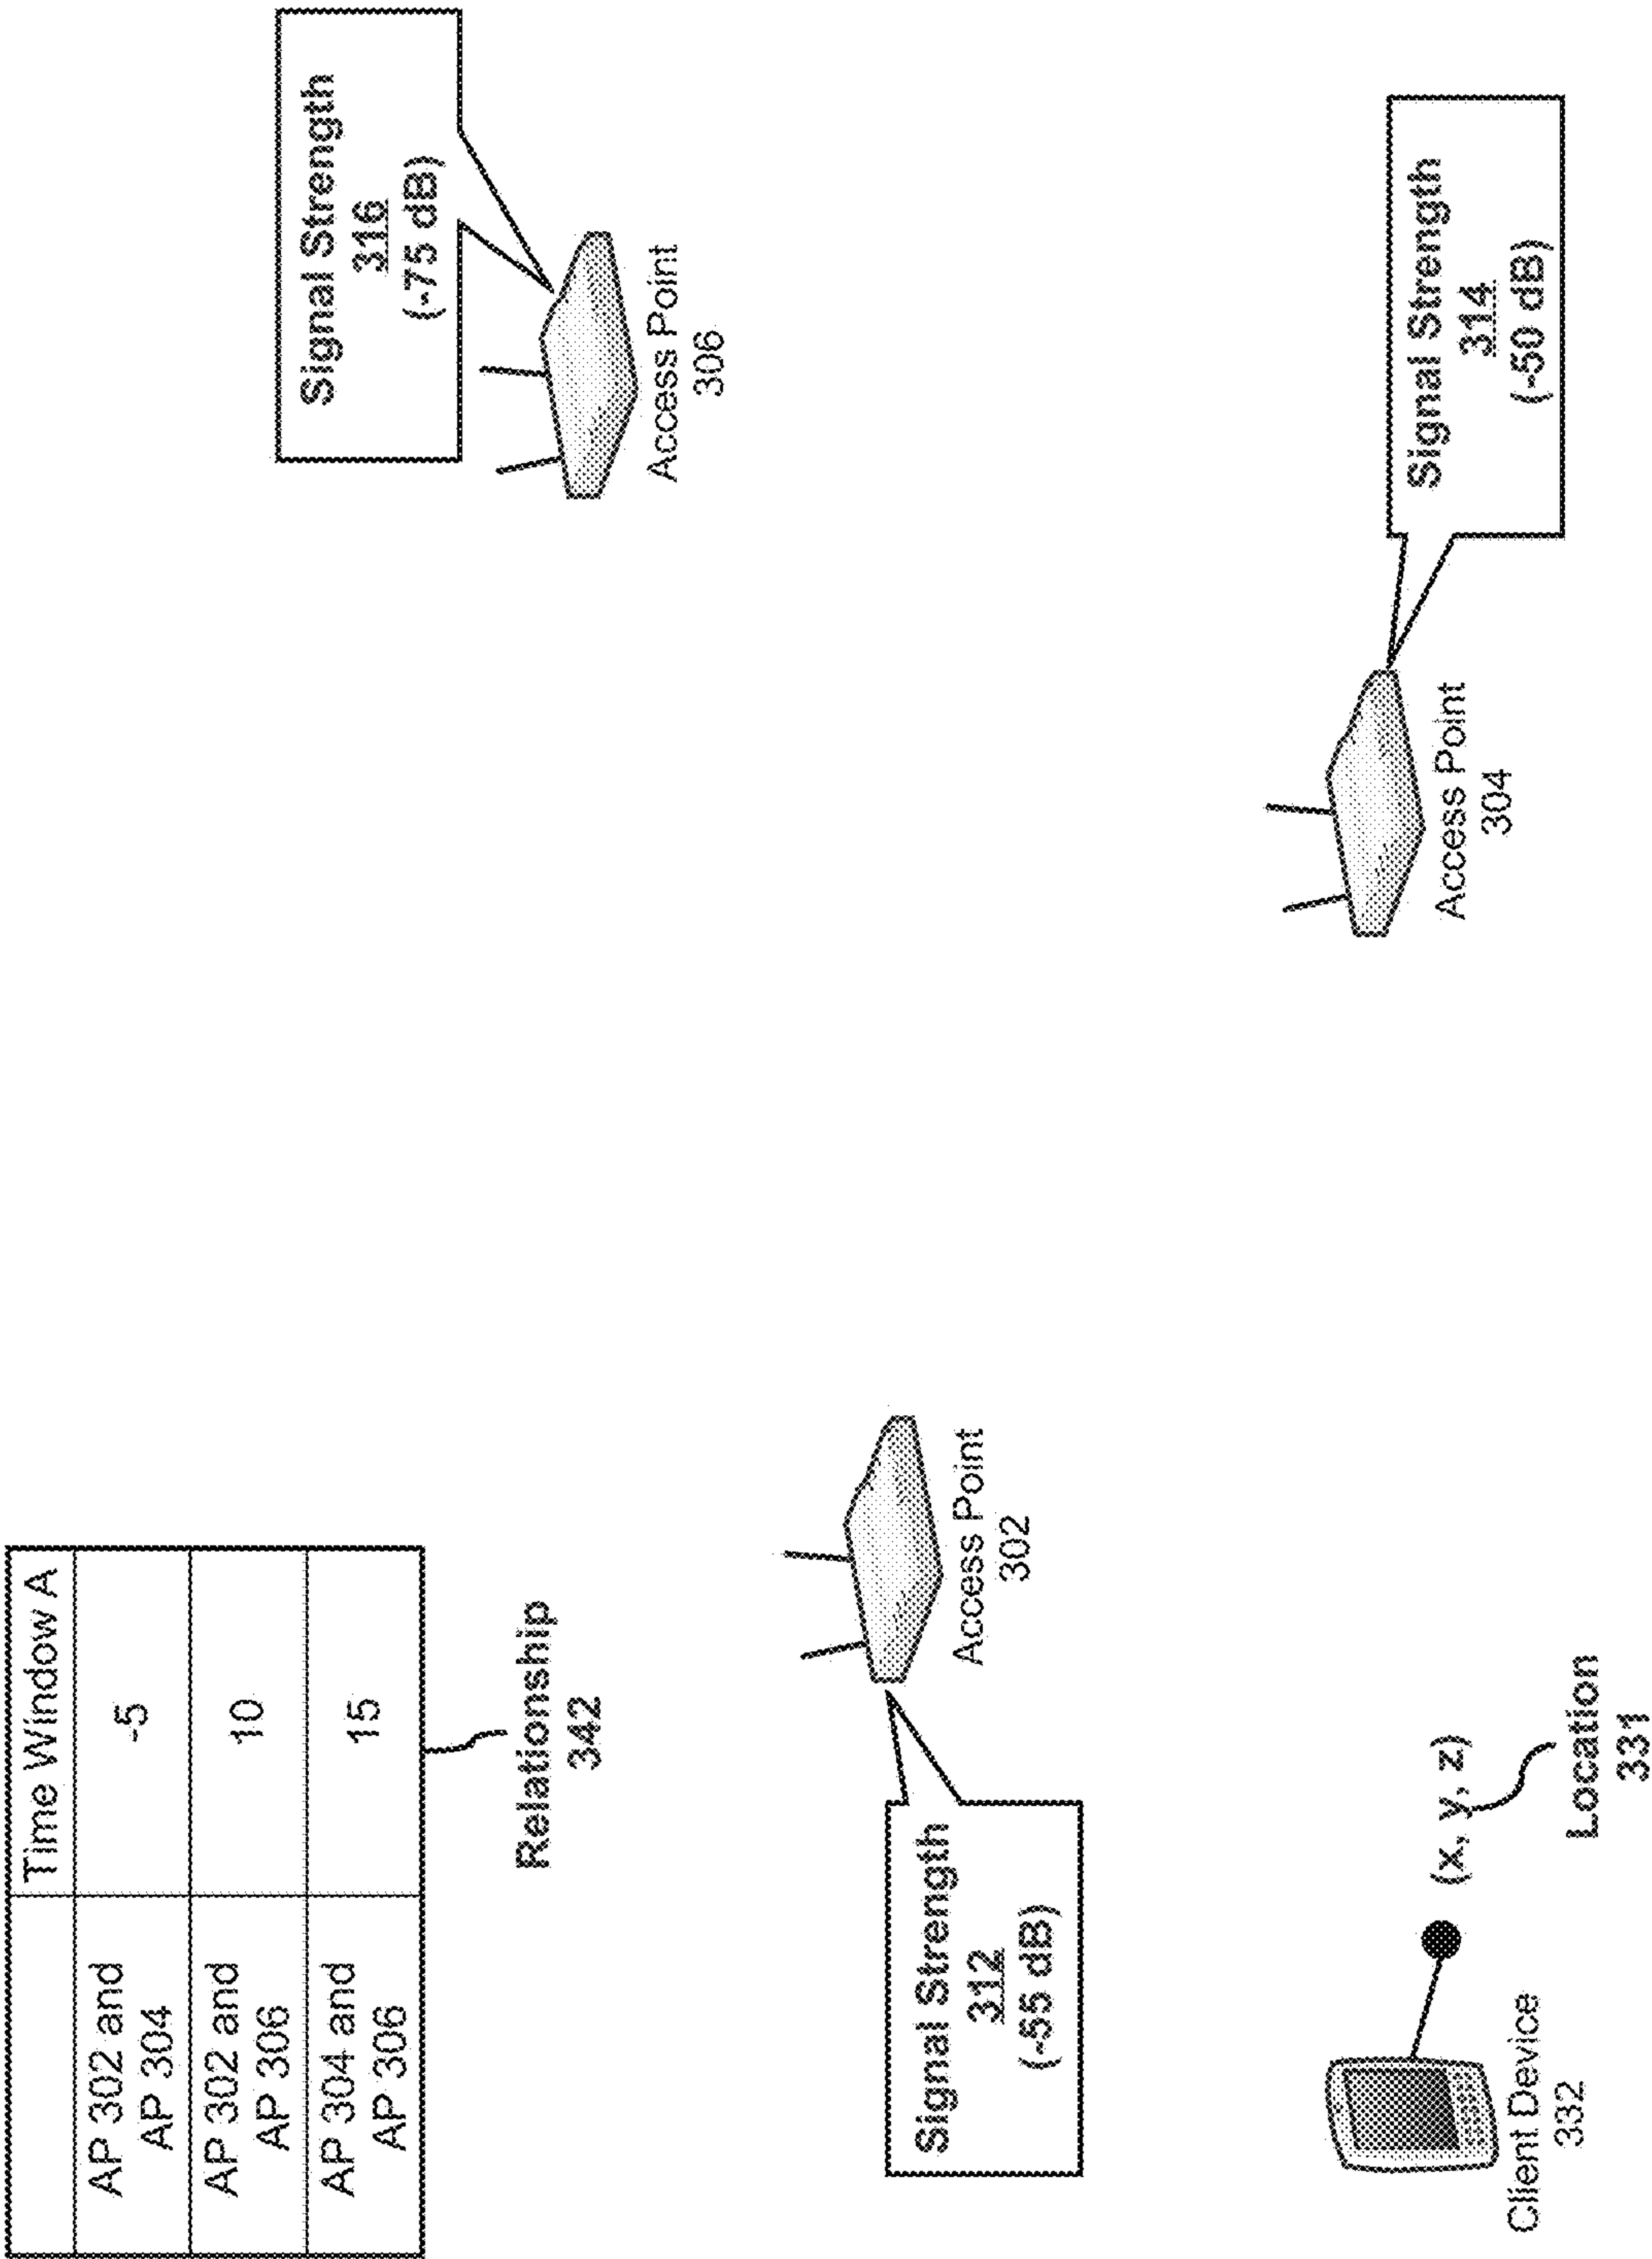 Time Window A
AP 302 and
AP 304
-5
AP 302 and
AP 306
10
AP 304 and
AP 306
15
Relationship
342
Signal Strength
316
(-75 dB)
Access Point
306
Access Point
302
Signal Strength
312
(-55 dB)
Signal Strength
314
(-50 dB)
Access Point
304
(x, y, z)
Location
331
Client Device
332